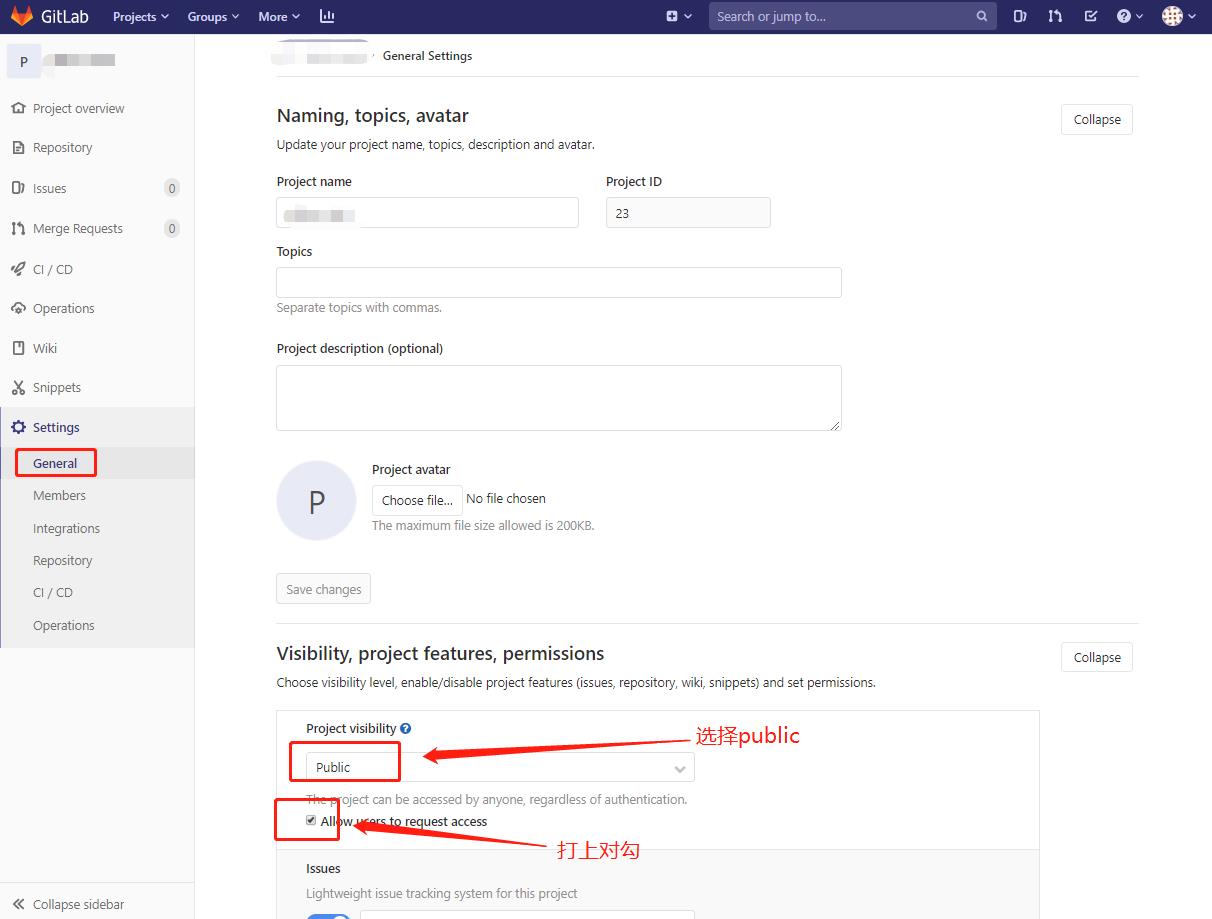 GitLab Projects Groups More Search or jump to...
P
General Settings
Project overview
Repository
Issues 0
Merge Requests 0
CI / CD
Operations
Wiki
Snippets
Settings
General
Members
Integrations
Repository
CI / CD
Operations
Collapse sidebar
Naming, topics, avatar
Collapse
Update your project name, topics, description and avatar.
Project name
Project ID
23
Topics
Separate topics with commas.
Project description (optional)
P
Project avatar
Choose file... No file chosen
The maximum file size allowed is 200KB.
Save changes
Visibility, project features, permissions
Collapse
Choose visibility level, enable/disable project features (issues, repository, wiki, snippets) and set permissions.
Project visibility ?
选择public
Public
The project can be accessed by anyone, regardless of authentication.
Allow users to request access
打上对勾
Issues
Lightweight issue tracking system for this project